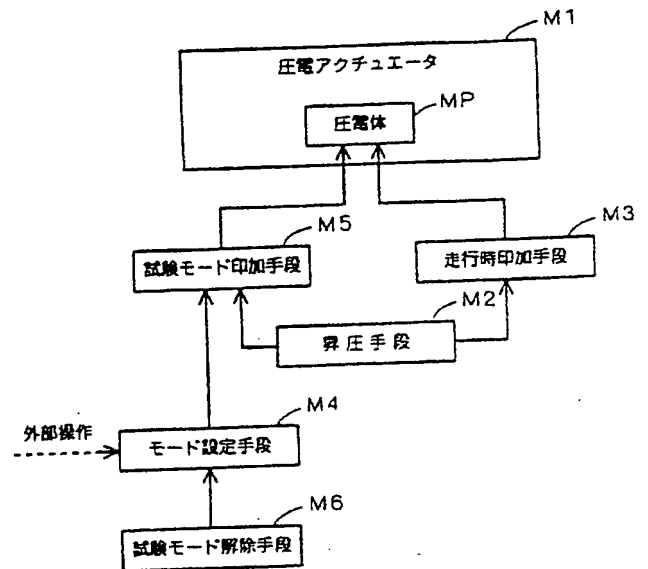 M1
圧電アクチュエータ
MP
圧電体
M5
M3
試験モード印加手段
走行時印加手段
M2
昇圧手段
M4
外部操作
モード設定手段
M6
試験モード解除手段